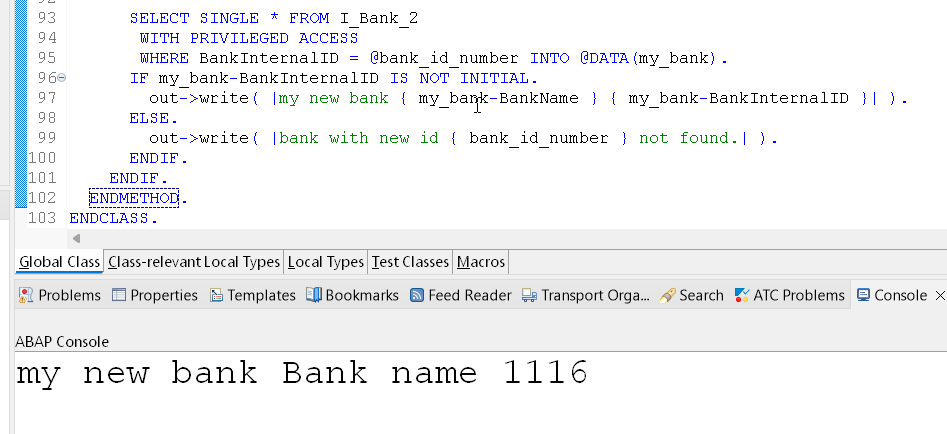 93 SELECT SINGLE * FROM I_Bank_2
94 WITH PRIVILEGED ACCESS
95 WHERE BankInternalID = @bank_id_number INTO @DATA(my_bank).
96 IF my_bank-BankInternalID IS NOT INITIAL.
97 out->write( |my new bank { my_bank-BankName } { my_bank-BankInternalID }| ).
98 ELSE.
99 out->write( |bank with new id { bank_id_number } not found.| ).
100 ENDIF.
101 ENDIF.
102 ENDMETHOD.
103 ENDCLASS.
Global Class Class-relevant Local Types Local Types Test Classes Macros
Problems Properties Templates Bookmarks Feed Reader Transport Orga... Search ATC Problems Console
ABAP Console
my new bank Bank name 1116